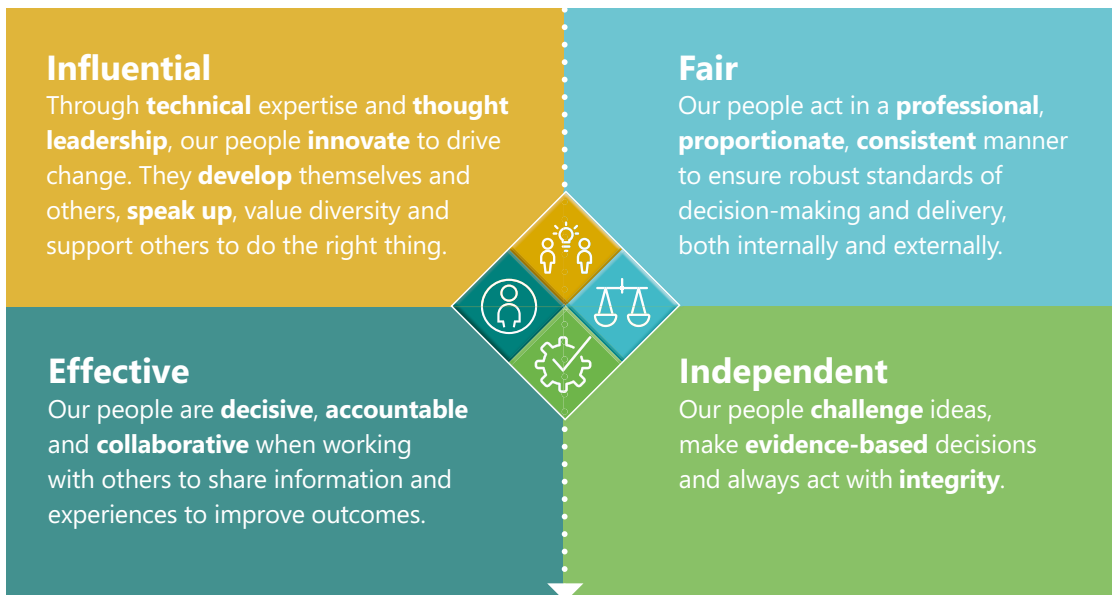 Influential
Through technical expertise and thought
leadership, our people innovate to drive
change. They develop themselves and
others, speak up, value diversity and
support others to do the right thing.
Fair
Our people act in a professional,
proportionate, consistent manner
to ensure robust standards of
decision-making and delivery,
both internally and externally.
Effective
Our people are decisive, accountable
and collaborative when working
with others to share information and
experiences to improve outcomes.
Independent
Our people challenge ideas,
make evidence-based decisions
and always act with integrity.